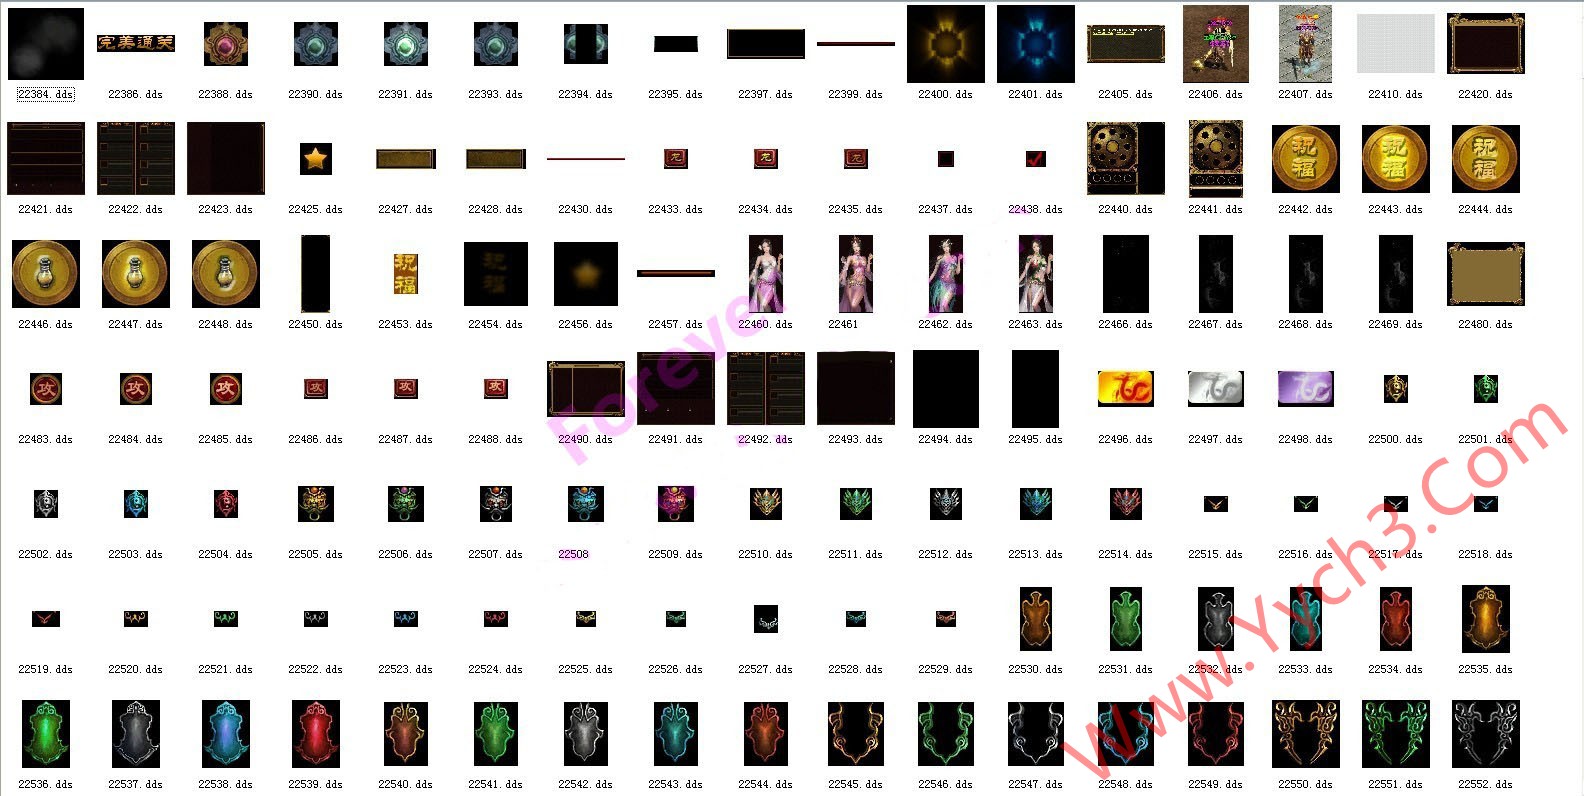 完美通关
22384.dds 22386.dds 22388.dds 22390.dds 22391.dds 22393.dds 22394.dds 22395.dds 22397.dds 22399.dds 22400.dds 22401.dds 22405.dds 22406.dds 22407.dds 22410.dds 22420.dds
龙 龙 龙 祝福 祝福 祝福
22421.dds 22422.dds 22423.dds 22425.dds 22427.dds 22428.dds 22430.dds 22433.dds 22434.dds 22435.dds 22437.dds 22438.dds 22440.dds 22441.dds 22442.dds 22443.dds 22444.dds
祝福 祝福
22446.dds 22447.dds 22448.dds 22450.dds 22453.dds 22454.dds 22456.dds 22457.dds 22460.dds 22461 22462.dds 22463.dds 22466.dds 22467.dds 22468.dds 22469.dds 22480.dds
攻 攻 攻 攻 攻 攻
22483.dds 22484.dds 22485.dds 22486.dds 22487.dds 22488.dds 22490.dds 22491.dds 22492.dds 22493.dds 22494.dds 22495.dds 22496.dds 22497.dds 22498.dds 22500.dds 22501.dds
22502.dds 22503.dds 22504.dds 22505.dds 22506.dds 22507.dds 22508 22509.dds 22510.dds 22511.dds 22512.dds 22513.dds 22514.dds 22515.dds 22516.dds 22517.dds 22518.dds
22519.dds 22520.dds 22521.dds 22522.dds 22523.dds 22524.dds 22525.dds 22526.dds 22527.dds 22528.dds 22529.dds 22530.dds 22531.dds 22532.dds 22533.dds 22534.dds 22535.dds
22536.dds 22537.dds 22538.dds 22539.dds 22540.dds 22541.dds 22542.dds 22543.dds 22544.dds 22545.dds 22546.dds 22547.dds 22548.dds 22549.dds 22550.dds 22551.dds 22552.dds
Forever
Www.Yych3.Com